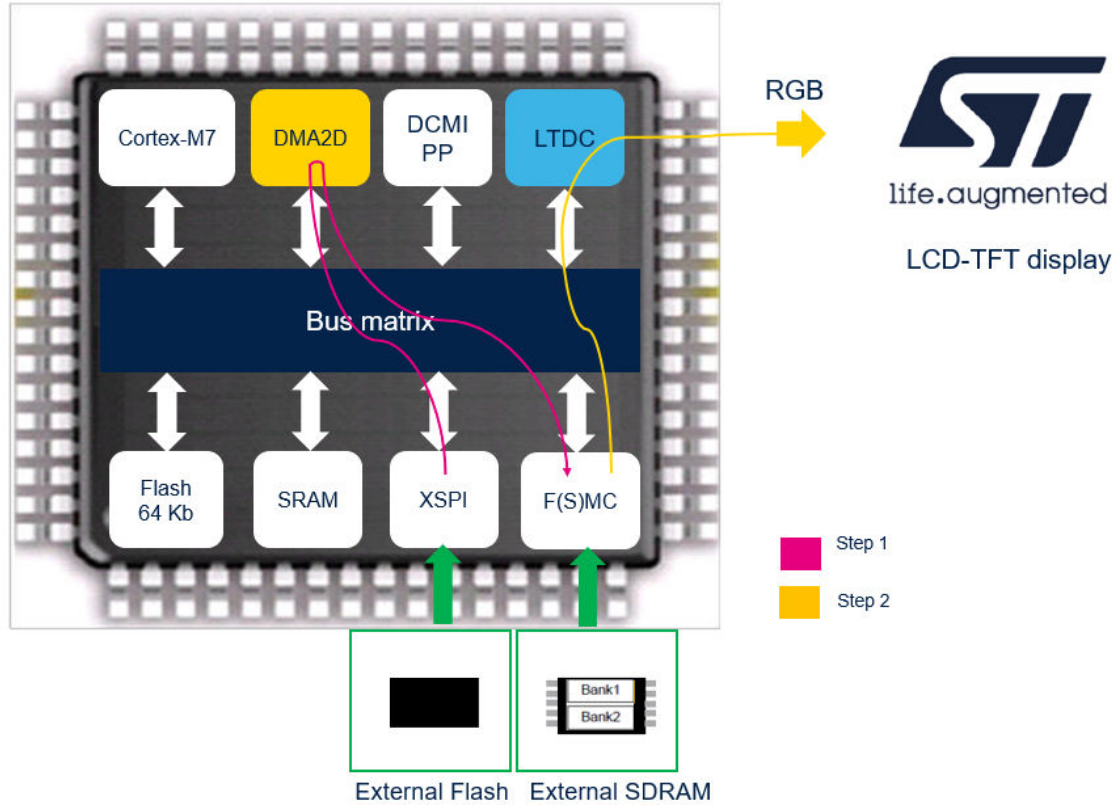 Cortex-M7
DMA2D
DCMI
PP
LTDC
RGB
life.augmented
LCD-TFT display
Bus matrix
Flash
64 Kb
SRAM
XSPI
F(S)MC
Step 1
Step 2
Bank1
Bank2
External Flash
External SDRAM